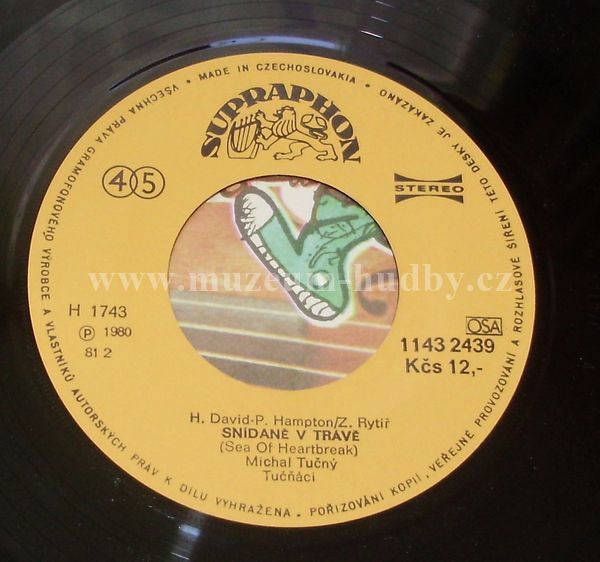 VŠECHNA PRÁVA GRAMOFONOVÉHO VÝROBCE A VLASTNÍKŮ AUTORSKÝCH PRÁV K DÍLU VYHRAŽENA. POŘIZOVÁNÍ KOPIÍ, VEŘEJNÉ PROVOZOVÁNÍ A ROZHLASOVÉ ŠÍŘENÍ TÉTO DESKY JE ZAKÁZÁNO • MADE IN CZECHOSLOVAKIA •
SUPRAPHON
45
STEREO
www.muzeum-hudby.cz
H 1743
℗ 1980
81 2
OSA
1143 2439
Kčs 12,-
H. David-P. Hampton/Z. Rytíř
SNÍDANĚ V TRÁVĚ
(Sea Of Heartbreak)
Michal Tučný
Tučňáci